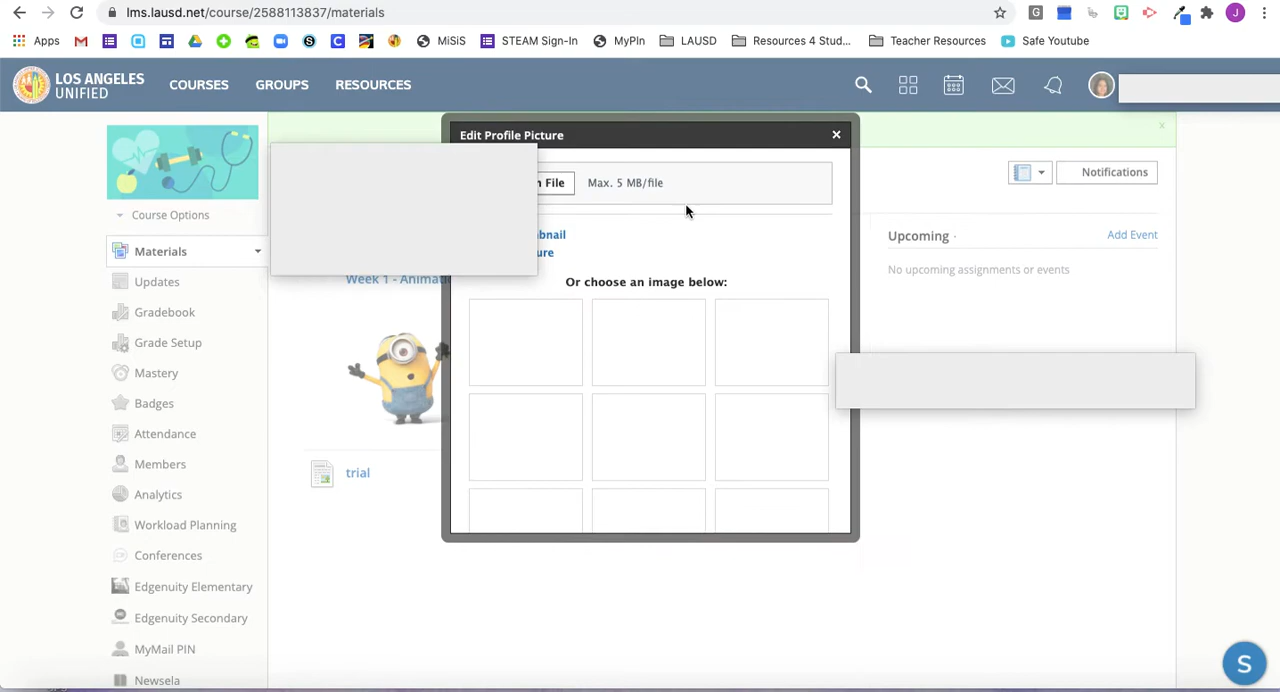 lms.lausd.net/course/2588113837/materials
G
J
Apps
S
C
MiSiS
STEAM Sign-In
MyPln
LAUSD
Resources 4 Stud...
Teacher Resources
Safe Youtube
LOS ANGELES
UNIFIED
COURSES
GROUPS
RESOURCES
Course Options
Materials
Updates
Gradebook
Grade Setup
Mastery
Badges
Attendance
Members
Analytics
Workload Planning
Conferences
Edgenuity Elementary
Edgenuity Secondary
MyMail PIN
Newsela
Week 1 - Animati
trial
Edit Profile Picture
File
Max. 5 MB/file
Or choose an image below:
Notifications
Upcoming ·
Add Event
No upcoming assignments or events
S